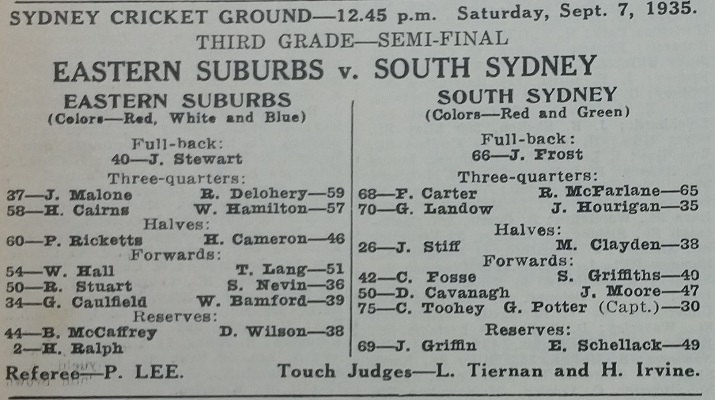 SYDNEY CRICKET GROUND—12.45 p.m. Saturday, Sept. 7, 1935.
THIRD GRADE—SEMI-FINAL
EASTERN SUBURBS v. SOUTH SYDNEY
EASTERN SUBURBS
(Colors—Red, White and Blue)
Full-back:
40—J. Stewart
Three-quarters:
37—J. Malone R. Delohery—59
58—H. Cairns W. Hamilton—57
Halves:
60—P. Ricketts H. Cameron—46
Forwards:
54—W. Hall T. Lang—51
50—R. Stuart S. Nevin—36
34—G. Caulfield W. Bamford—39
Reserves:
44—B. McCaffrey D. Wilson—38
2—H. Ralph
SOUTH SYDNEY
(Colors—Red and Green)
Full-back:
66—J. Frost
Three-quarters:
68—F. Carter R. McFarlane—65
70—G. Landow J. Hourigan—35
Halves:
26—J. Stiff M. Clayden—38
Forwards:
42—C. Fosse S. Griffiths—40
50—D. Cavanagh J. Moore—47
75—C. Toohey G. Potter (Capt.)—30
Reserves:
69—J. Griffin E. Schellack—49
Referee—P. LEE. Touch Judges—L. Tiernan and H. Irvine.